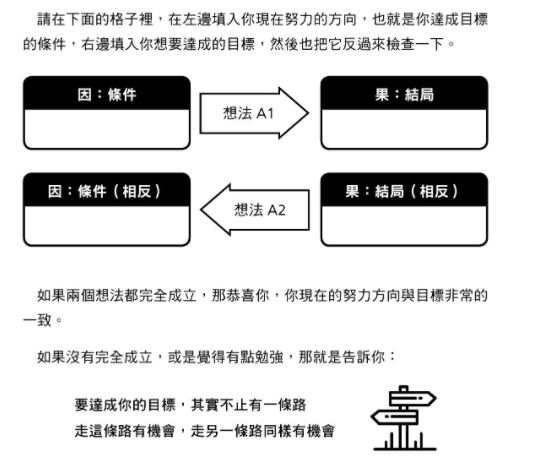 請在下面的格子裡，在左邊填入你現在努力的方向，也就是你達成目標
的條件，右邊填入你想要達成的目標，然後也把它反過來檢查一下。
因：條件
想法 A1
果：結局
因：條件（相反）
想法 A2
果：結局（相反）
如果兩個想法都完全成立，那恭喜你，你現在的努力方向與目標非常的
一致。
如果沒有完全成立，或是覺得有點勉強，那就是告訴你：
要達成你的目標，其實不止有一條路
走這條路有機會，走另一條路同樣有機會